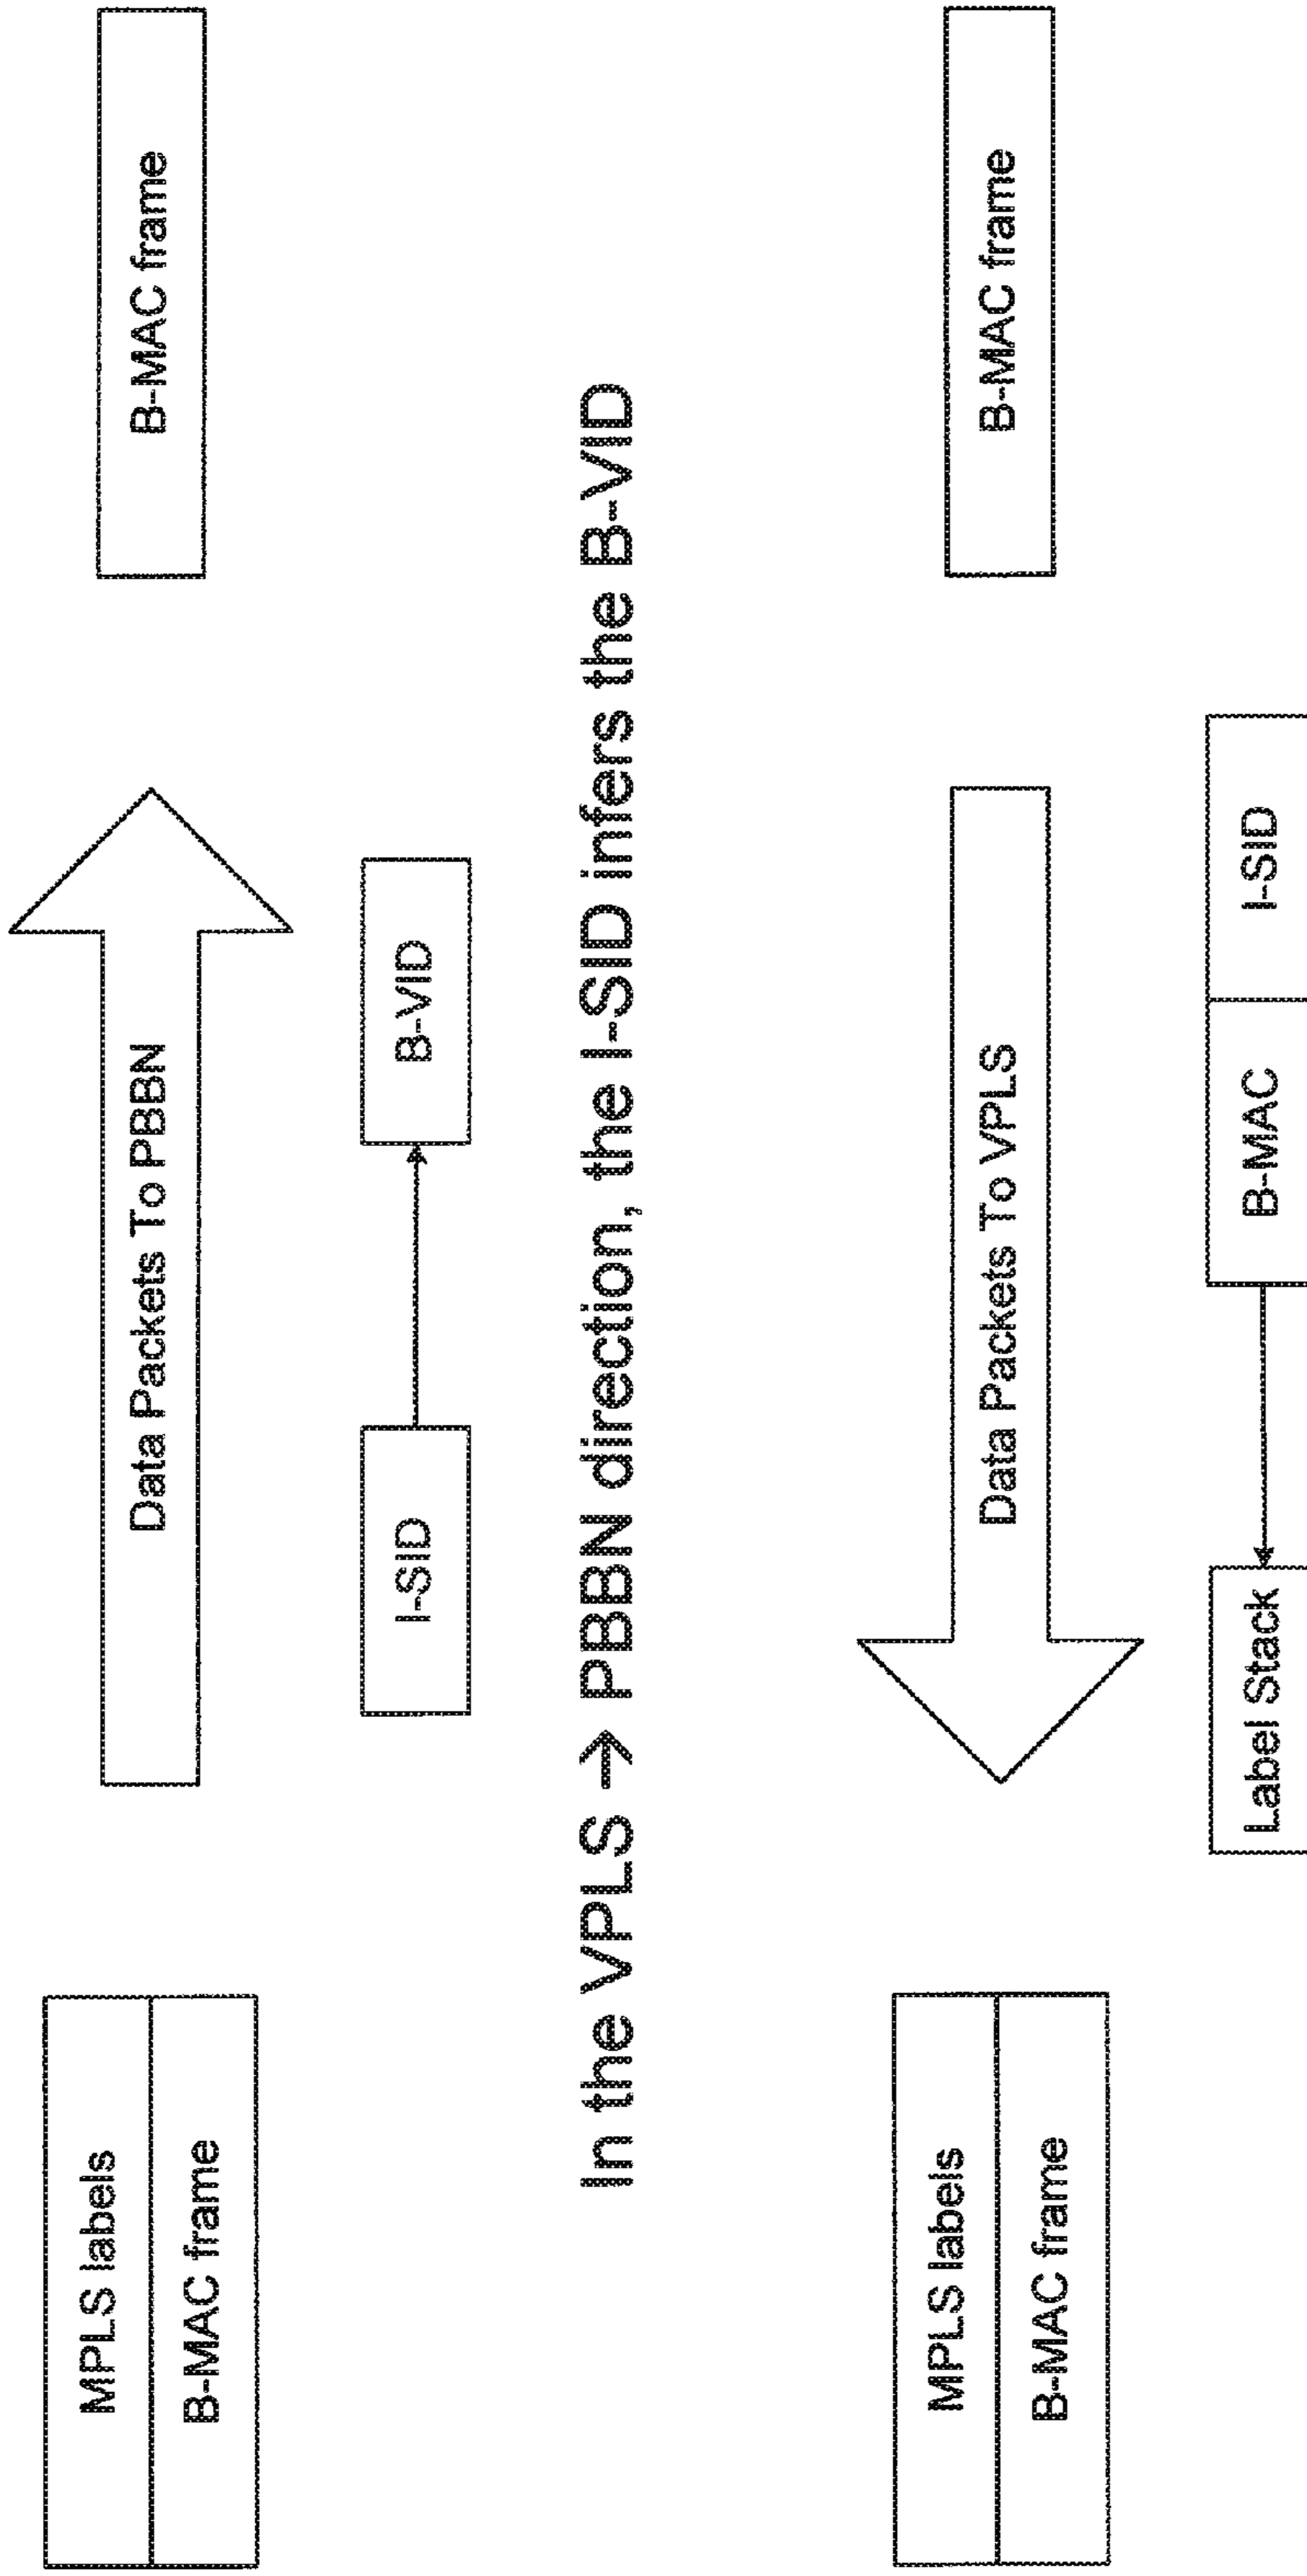 MPLS labels
B-MAC frame
Data Packets To PBBN
B-MAC frame
I-SID
B-VID
In the VPLS → PBBN direction, the I-SID infers the B-VID
MPLS labels
B-MAC frame
Data Packets To VPLS
B-MAC frame
Label Stack
B-MAC
I-SID